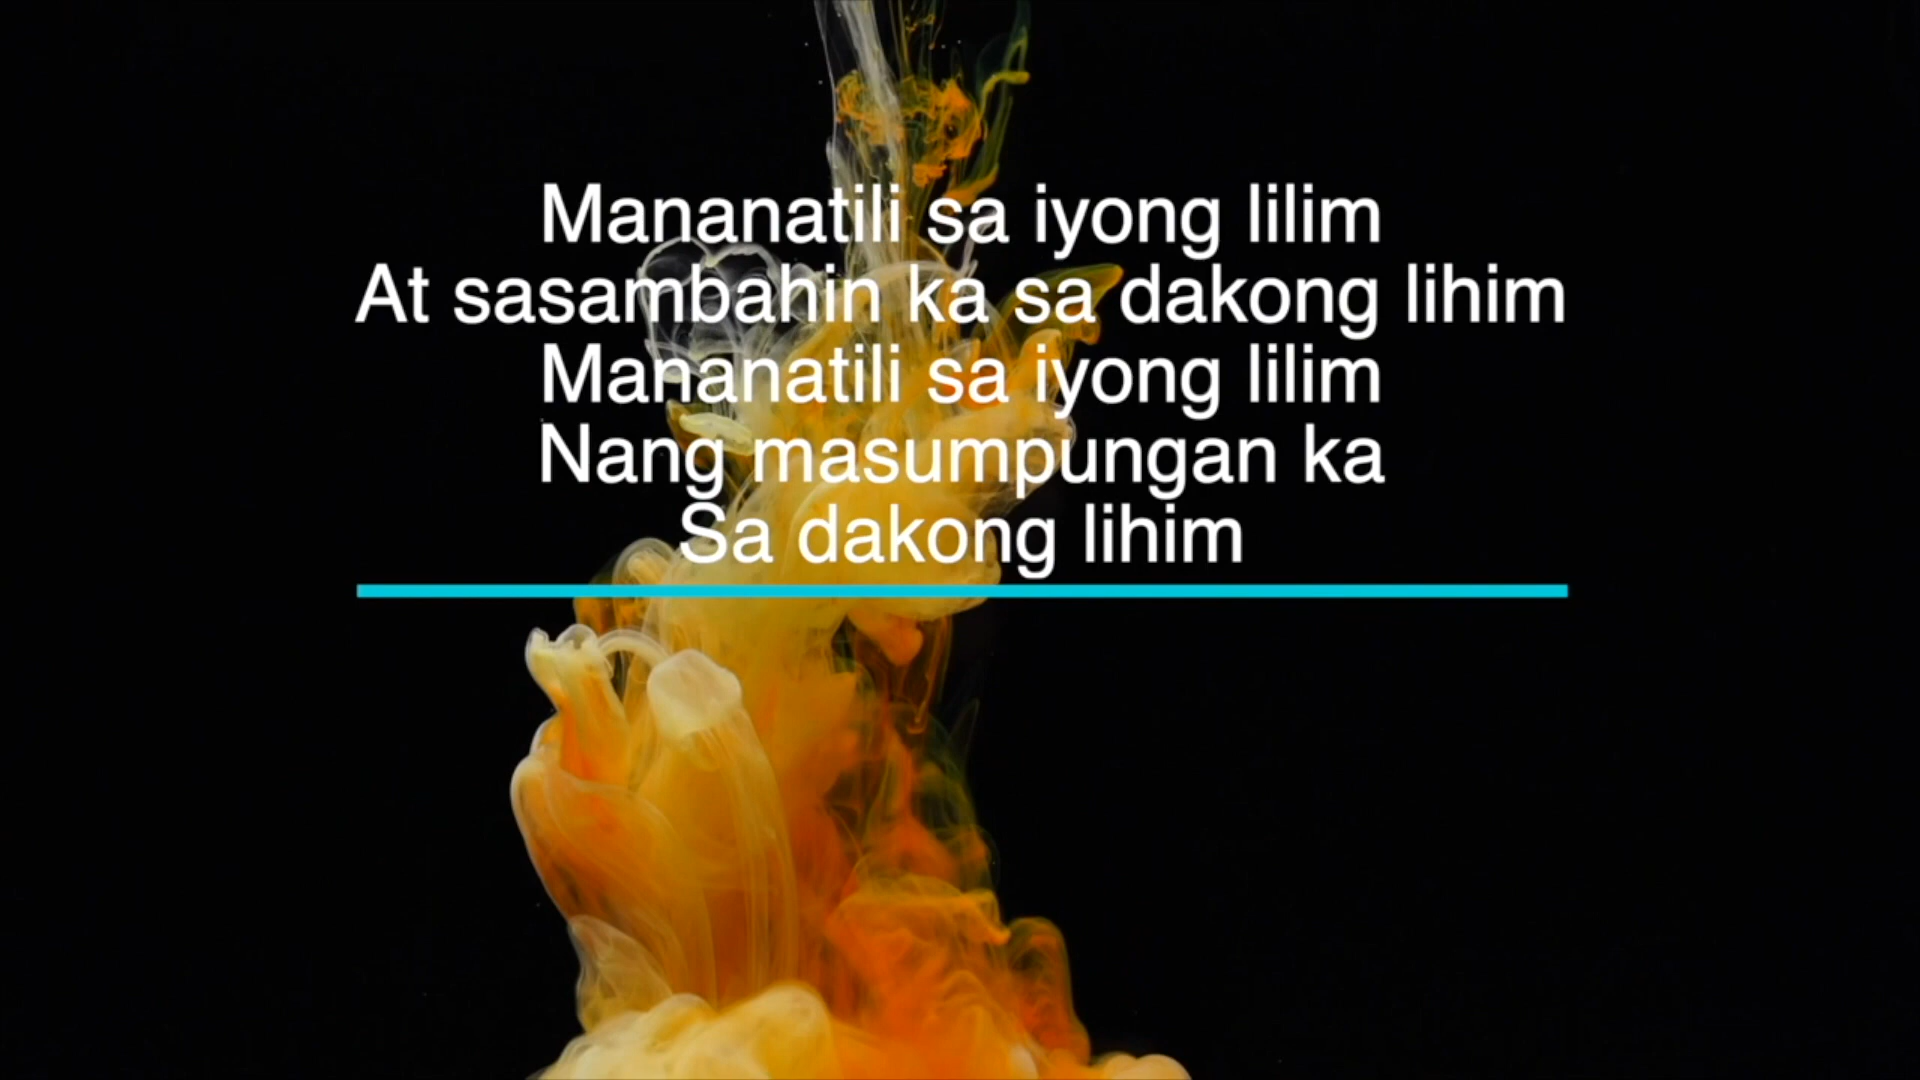 Mananatili sa iyong lilim
At sasambahin ka sa dakong lihim
Mananatili sa iyong lilim
Nang masumpungan ka
Sa dakong lihim